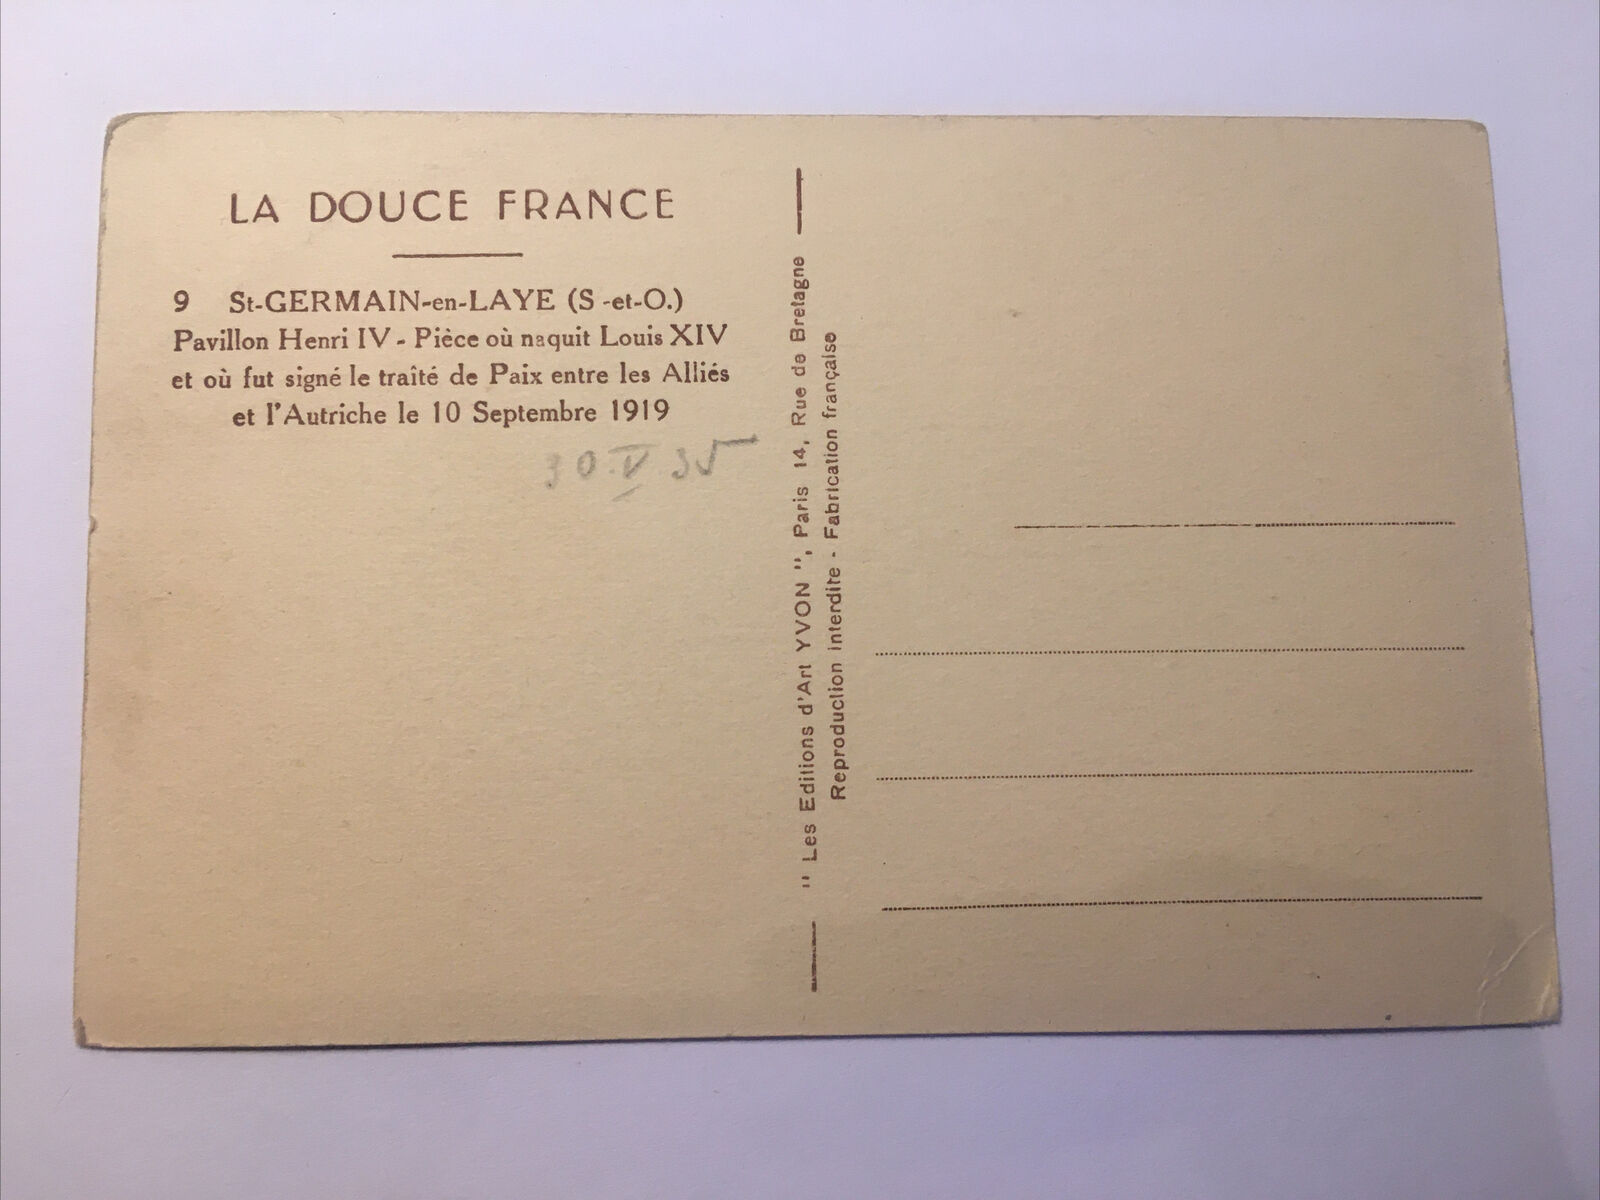 LA DOUCE FRANCE
9 St-GERMAIN-en-LAYE (S-et-O.)
Pavillon Henri IV - Pièce où naquit Louis XIV
et où fut signé le traîté de Paix entre les Alliés
et l'Autriche le 10 Septembre 1919
30.V.35
" Les Editions d'Art YVON ", Paris 14, Rue de Bretagne
Reproduction interdite - Fabrication française